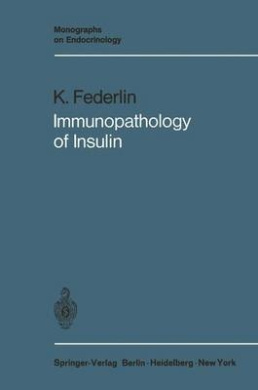 Monographs
on Endocrinology
K. Federlin
Immunopathology
of Insulin
Springer-Verlag Berlin · Heidelberg · New York